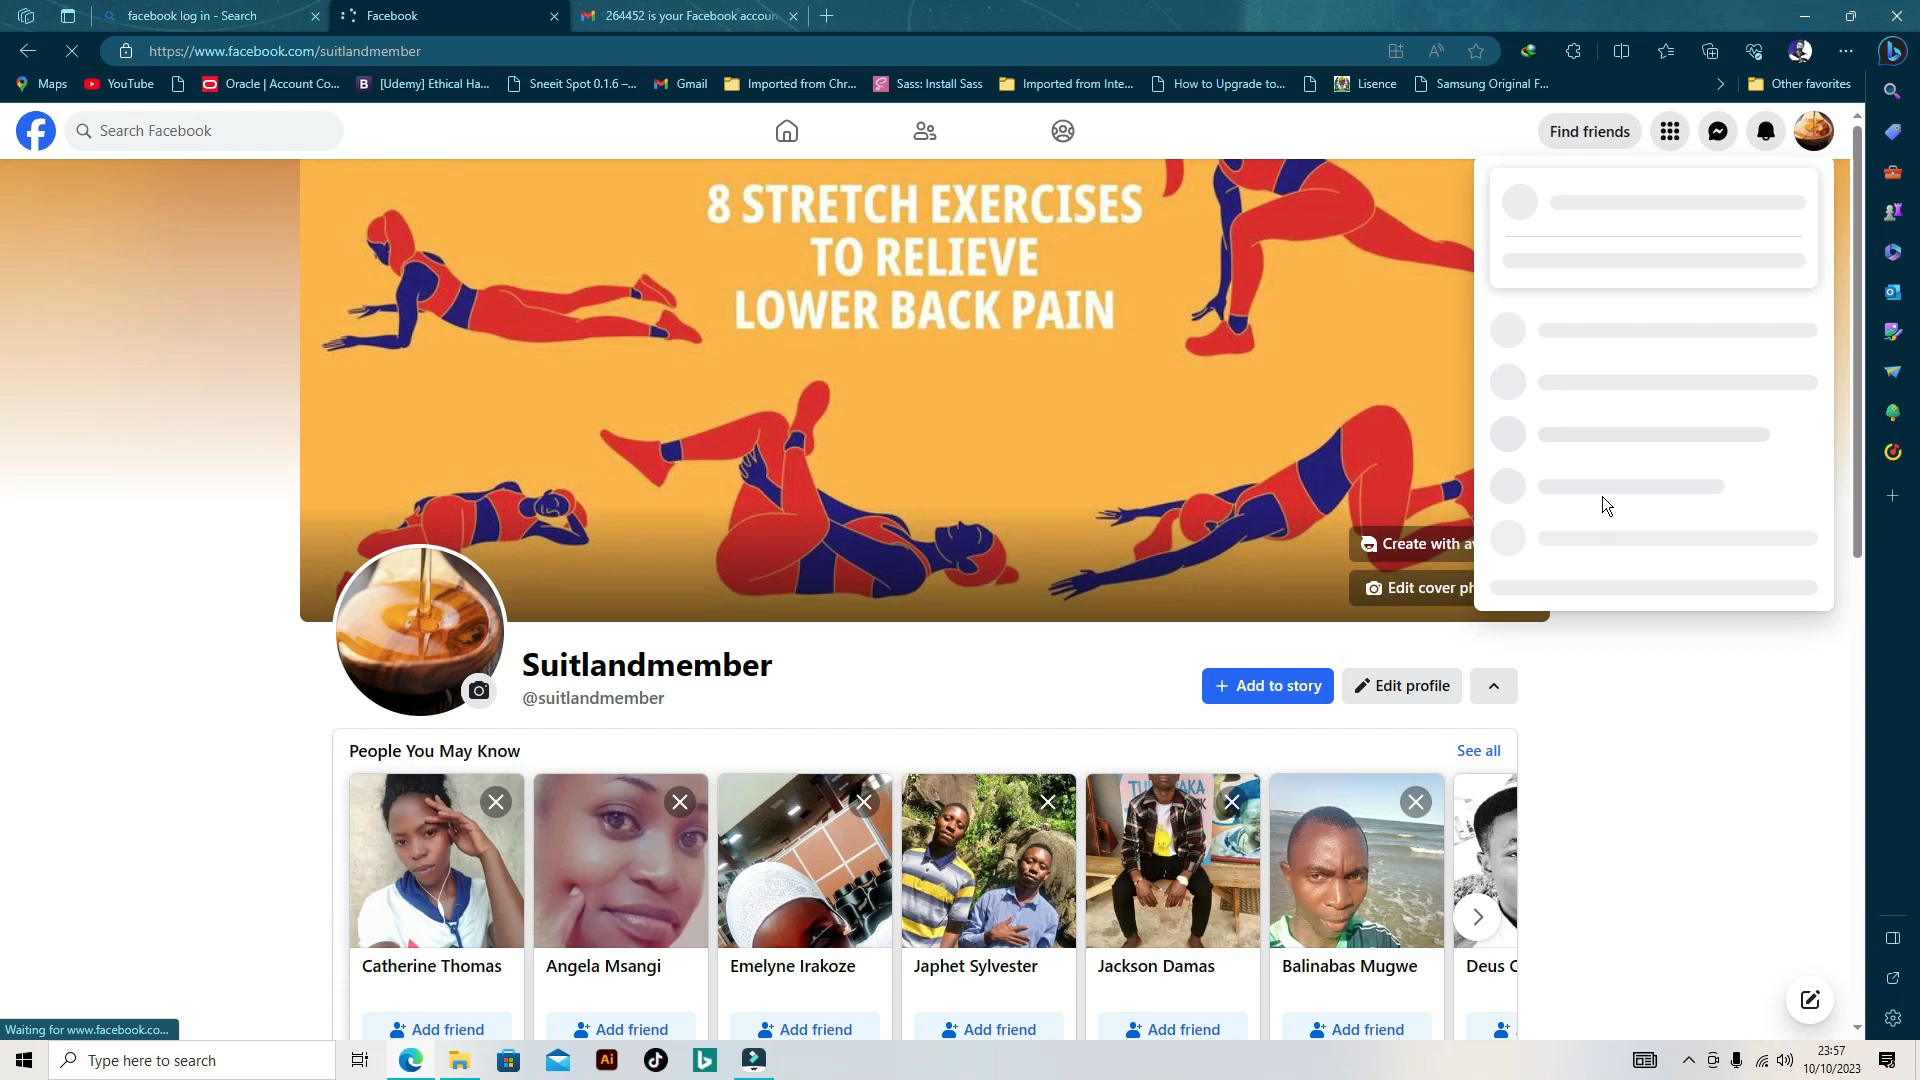 facebook log in - Search
Facebook
264452 is your Facebook accoun
https://www.facebook.com/suitlandmember
Maps
YouTube
Oracle | Account Co...
[Udemy] Ethical Ha...
Sneeit Spot 0.1.6 –...
Gmail
Imported from Chr...
Sass: Install Sass
Imported from Inte...
How to Upgrade to...
Lisence
Samsung Original F...
Other favorites
Search Facebook
Find friends
8 STRETCH EXERCISES
TO RELIEVE
LOWER BACK PAIN
Create with av
Edit cover ph
Suitlandmember
@suitlandmember
Add to story
Edit profile
People You May Know
See all
Catherine Thomas
Angela Msangi
Emelyne Irakoze
Japhet Sylvester
Jackson Damas
Balinabas Mugwe
Deus C
Add friend
Add friend
Add friend
Add friend
Add friend
Add friend
Waiting for www.facebook.co...
Type here to search
Ai
23:57
10/10/2023